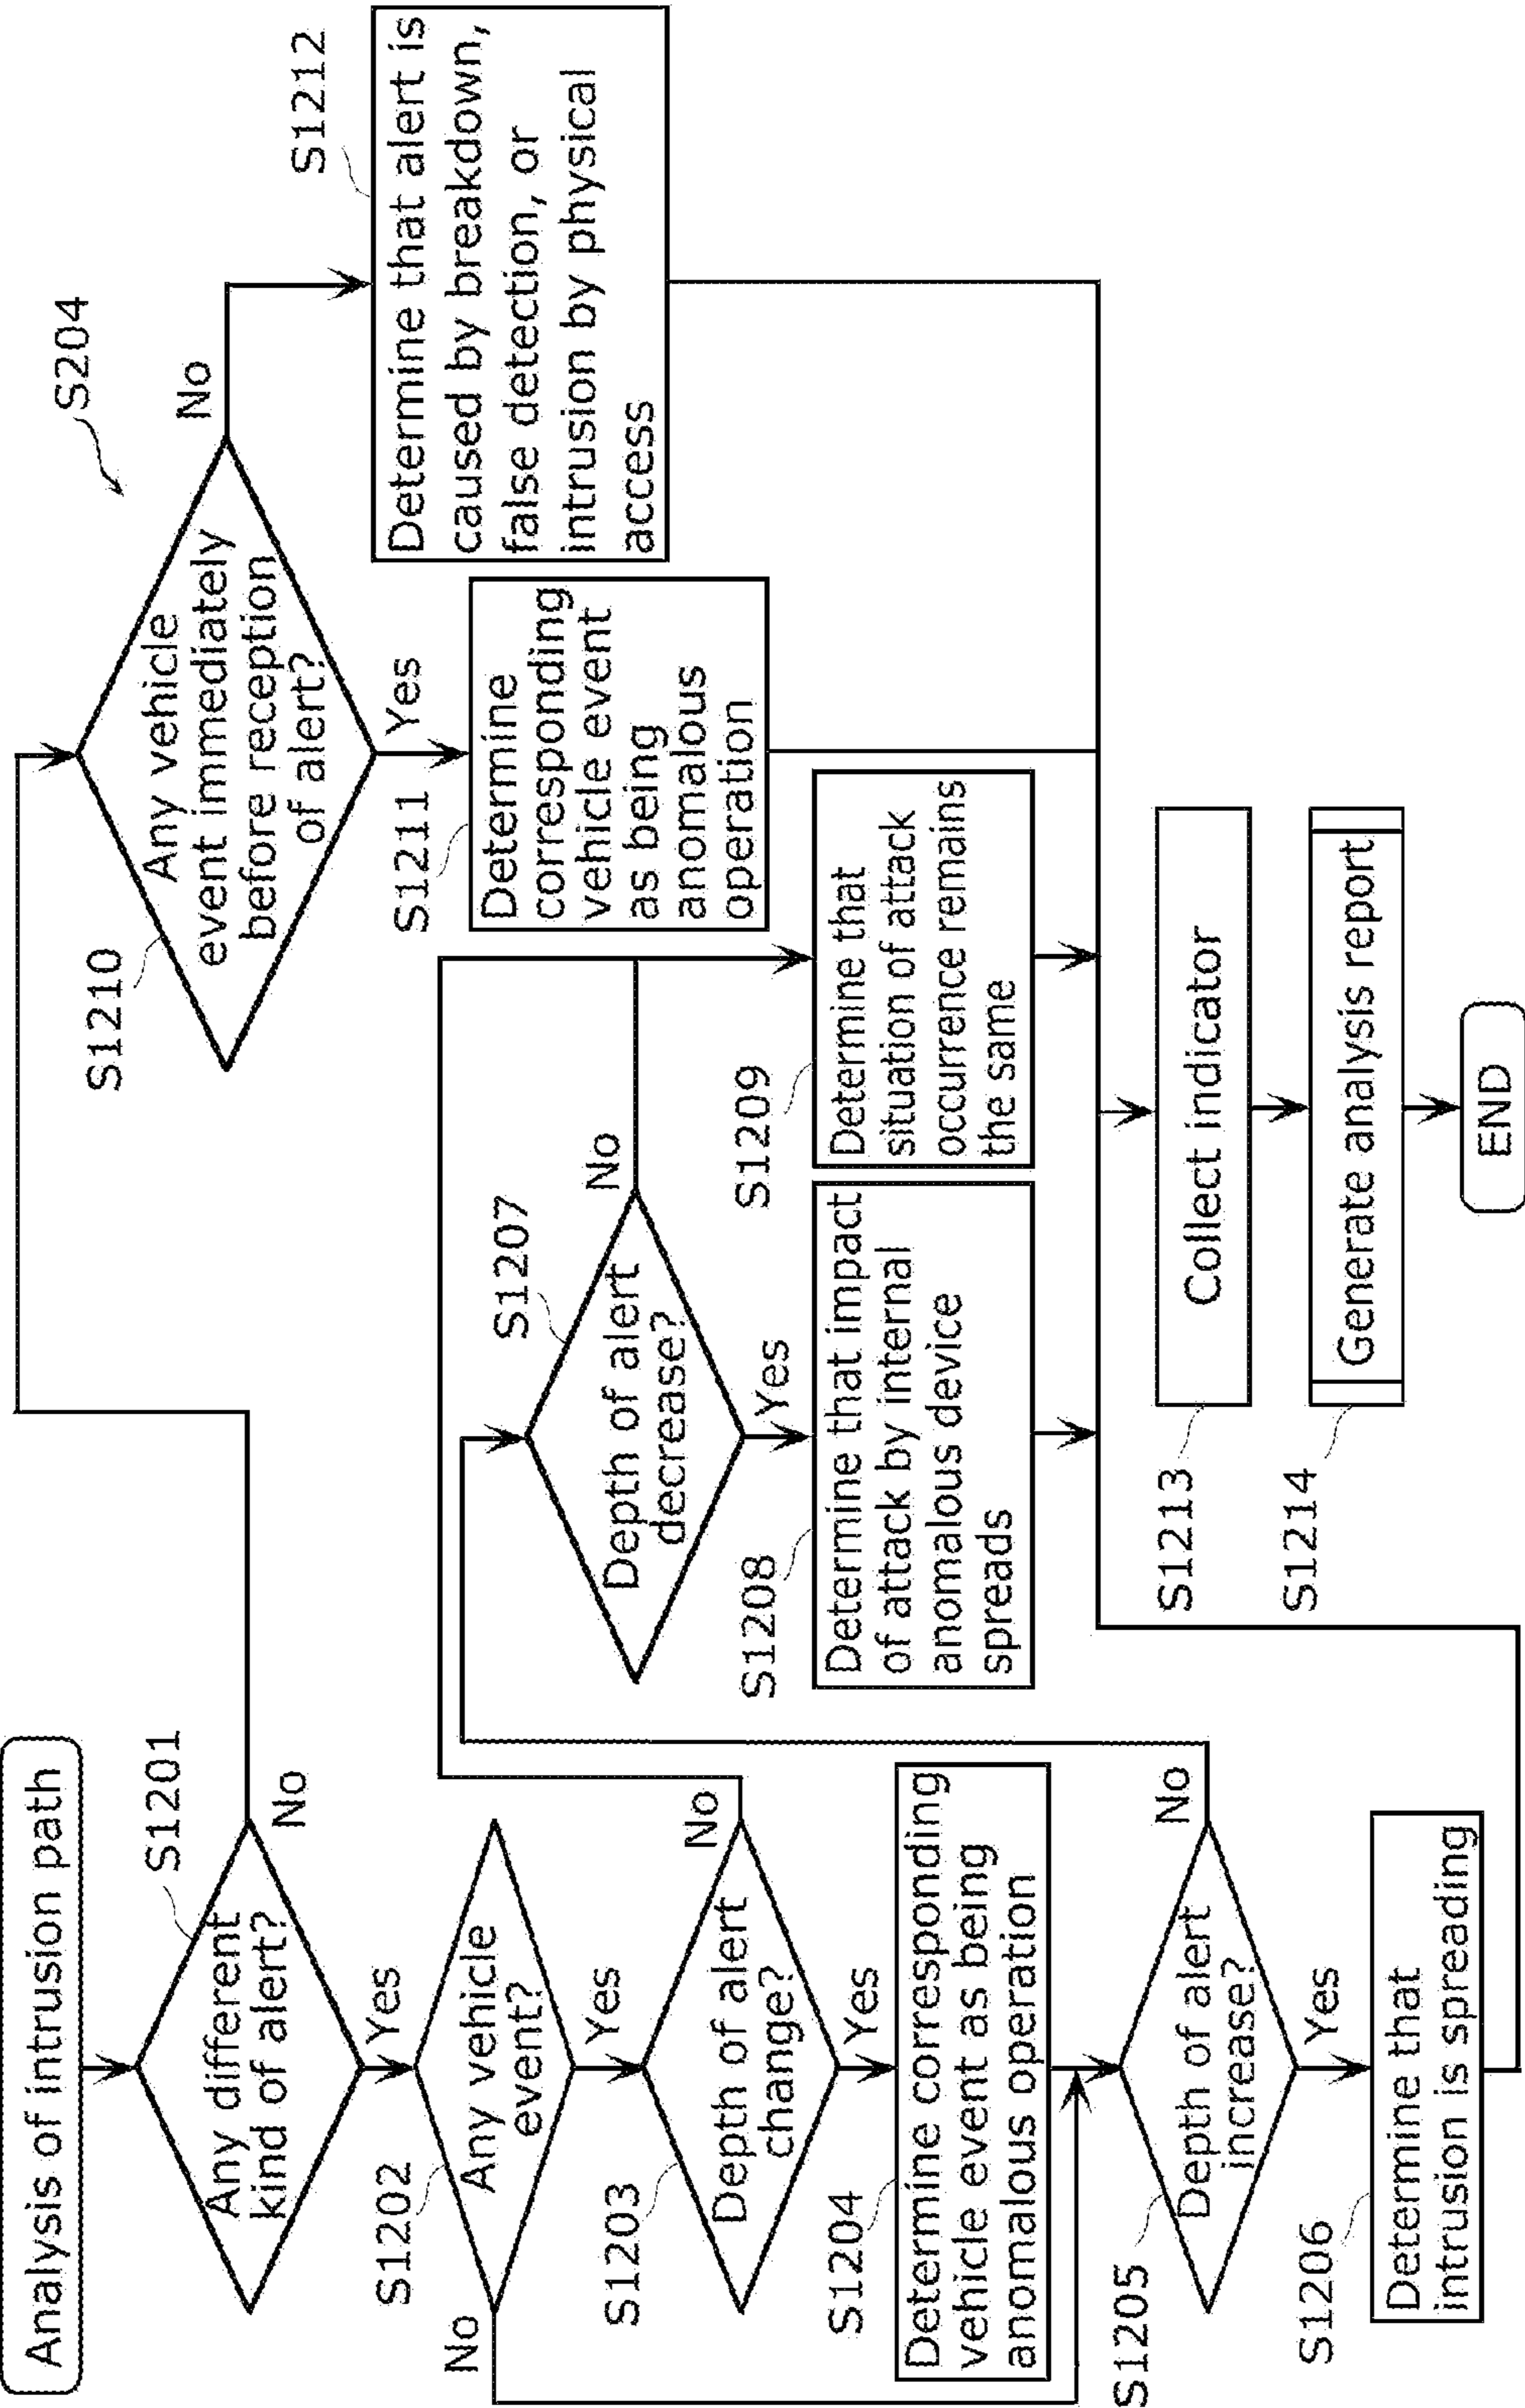 S204
Analysis of intrusion path
S1201
Any different
kind of alert?
No
Yes
S1202
Any vehicle
event?
No
Yes
S1203
Depth of alert
change?
No
Yes
S1204
Determine corresponding
vehicle event as being
anomalous operation
S1205
Depth of alert
increase?
No
Yes
S1206
Determine that
intrusion is spreading
S1207
Depth of alert
decrease?
No
Yes
S1208
Determine that impact
of attack by internal
anomalous device
spreads
S1209
Determine that
situation of attack
occurrence remains
the same
S1210
Any vehicle
event immediately
before reception
of alert?
No
Yes
S1211
Determine
corresponding
vehicle event
as being
anomalous
operation
S1212
Determine that alert is
caused by breakdown,
false detection, or
intrusion by physical
access
S1213
Collect indicator
S1214
Generate analysis report
END